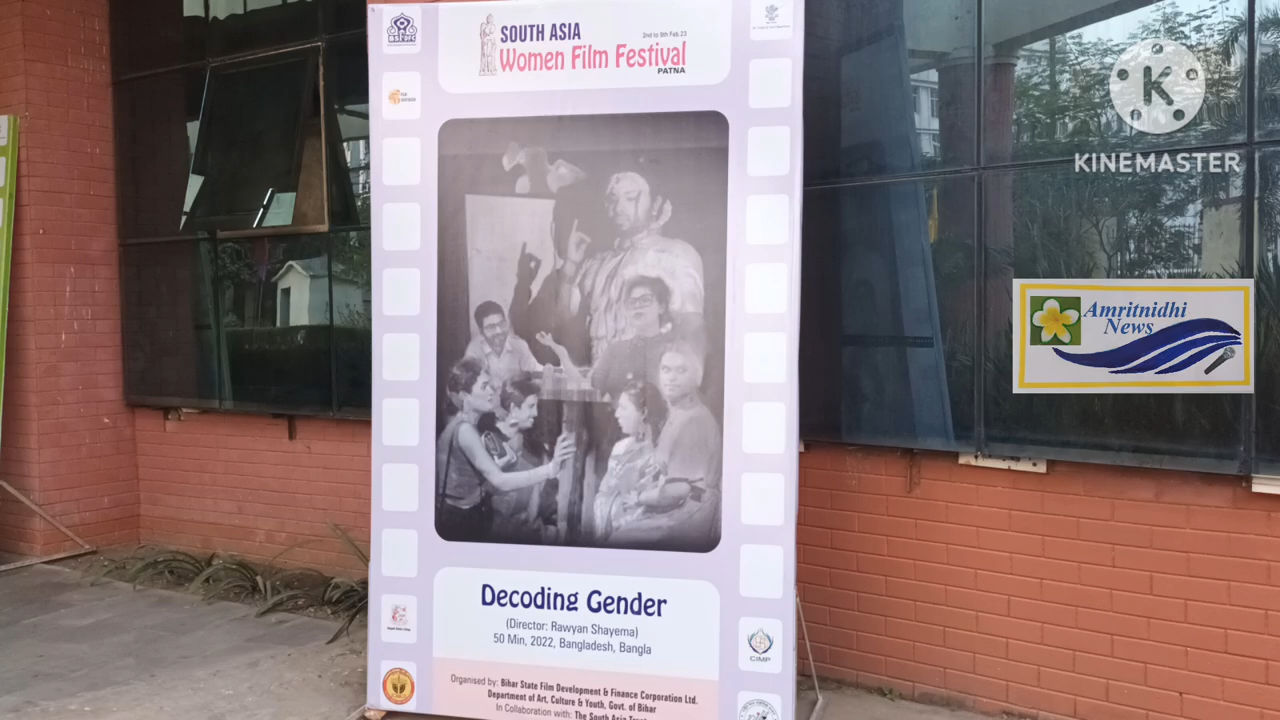 SOUTH ASIA
2nd to 9th Feb.23
Women Film Festival
PATNA
K
KINEMASTER
Amritnidhi
News
Decoding Gender
(Director: Rawyan Shayema)
50 Min, 2022, Bangladesh, Bangla
CIMP
Organised by: Bihar State Film Development & Finance Corporation Ltd.
Department of Art, Culture & Youth, Govt. of Bihar
In Collaboration with: The South Asia